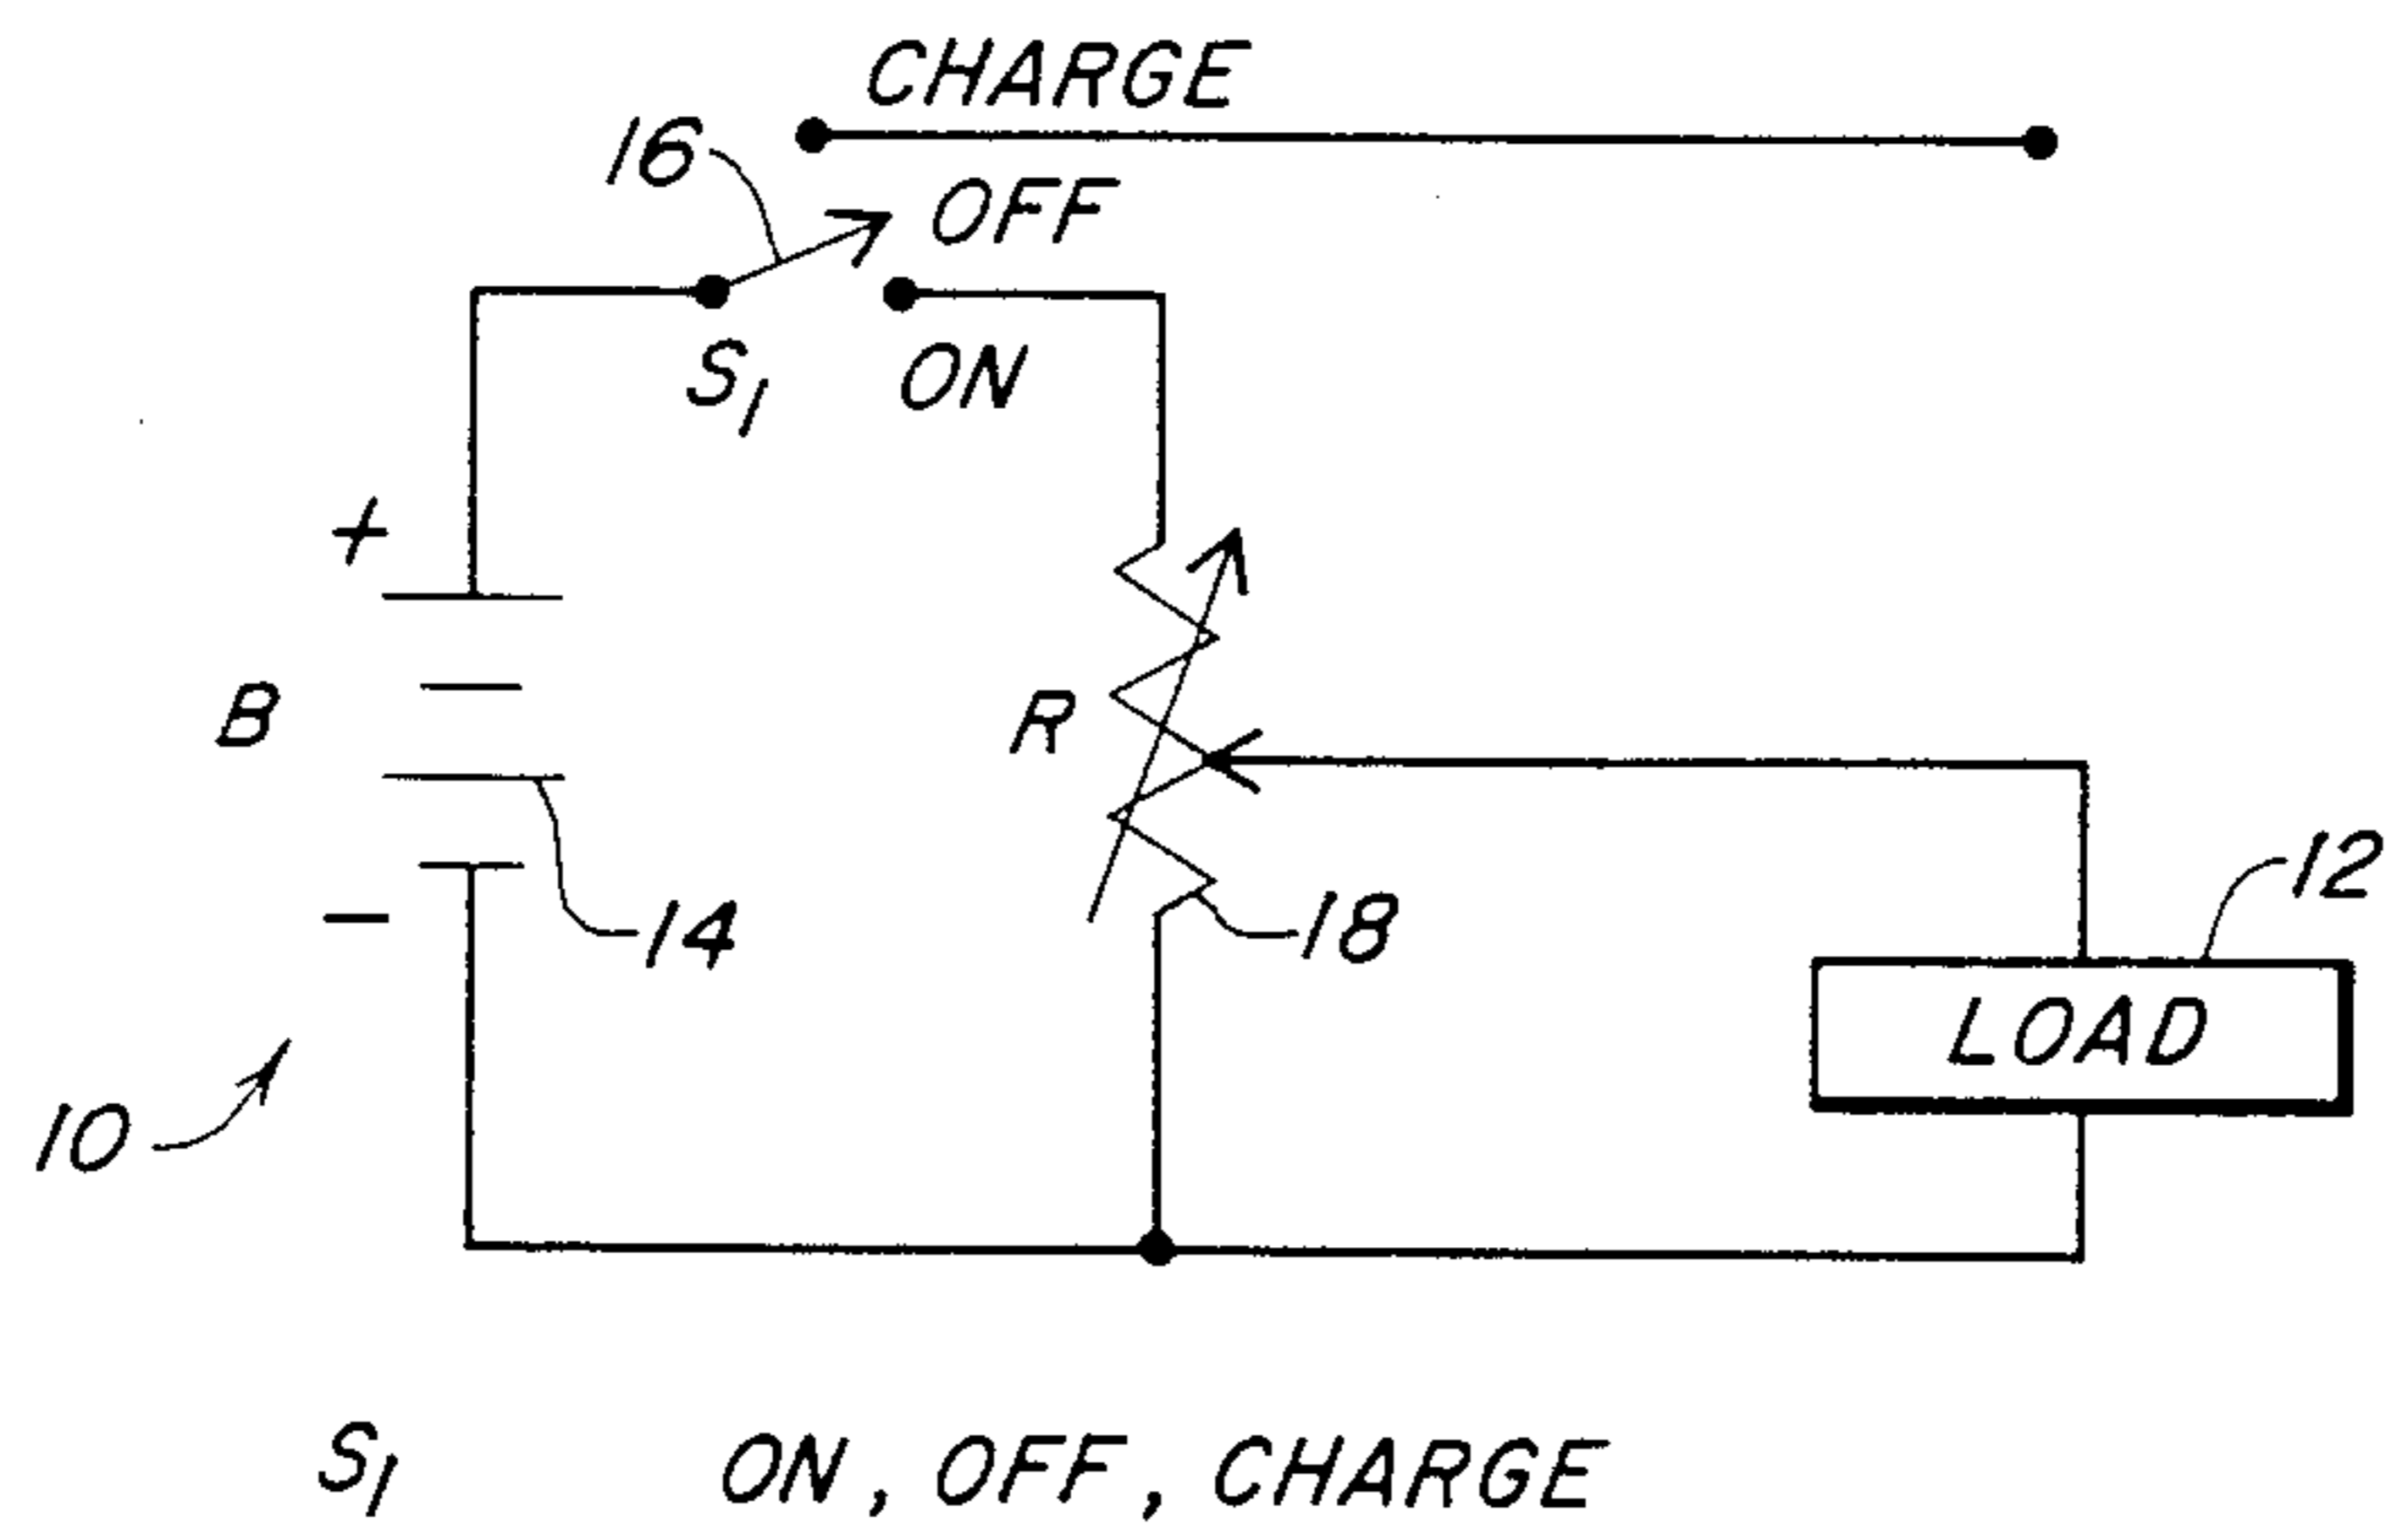 CHARGE
16
OFF
S1
ON
+
B
R
14
18
12
−
LOAD
10
S1 ON, OFF, CHARGE